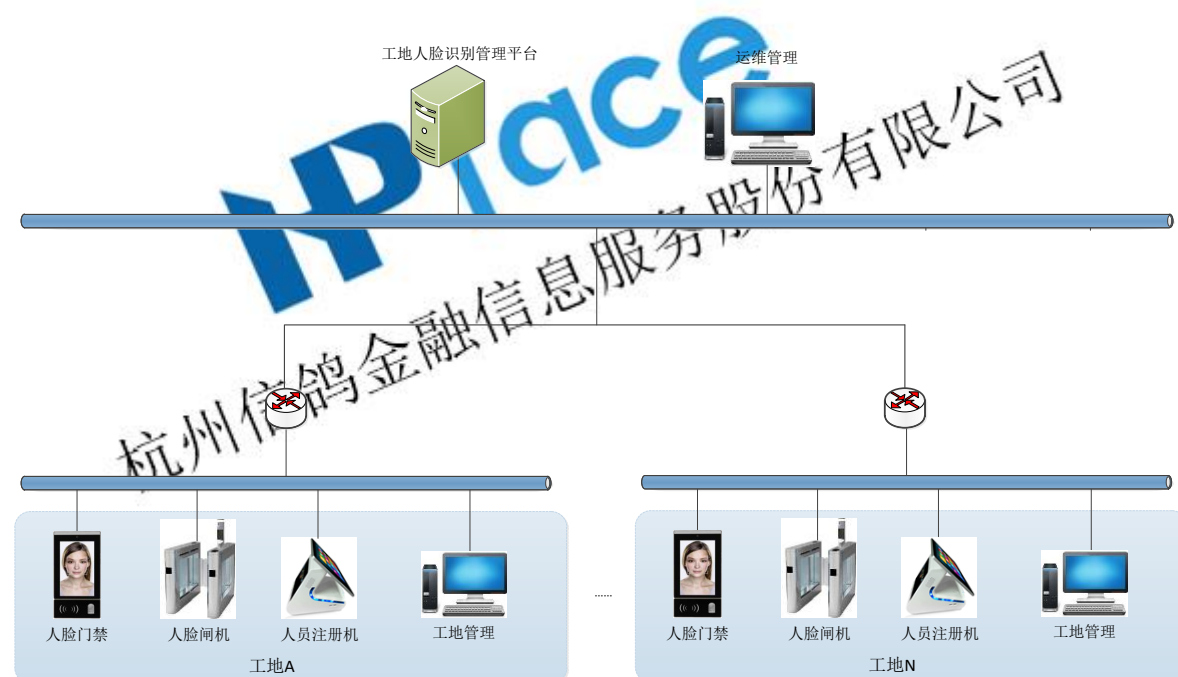 工地人脸识别管理平台
运维管理
HPface
杭州信鸽金融信息服务股份有限公司
人脸门禁
人脸闸机
人员注册机
工地管理
工地A
......
人脸门禁
人脸闸机
人员注册机
工地管理
工地N